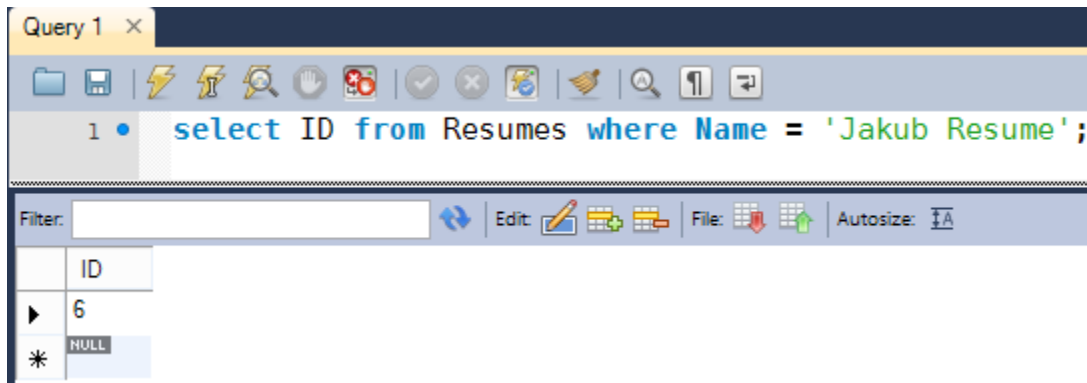 Query 1 ×
1 select ID from Resumes where Name = 'Jakub Resume';
Filter: Edit: File: Autosize: A
ID
6
NULL